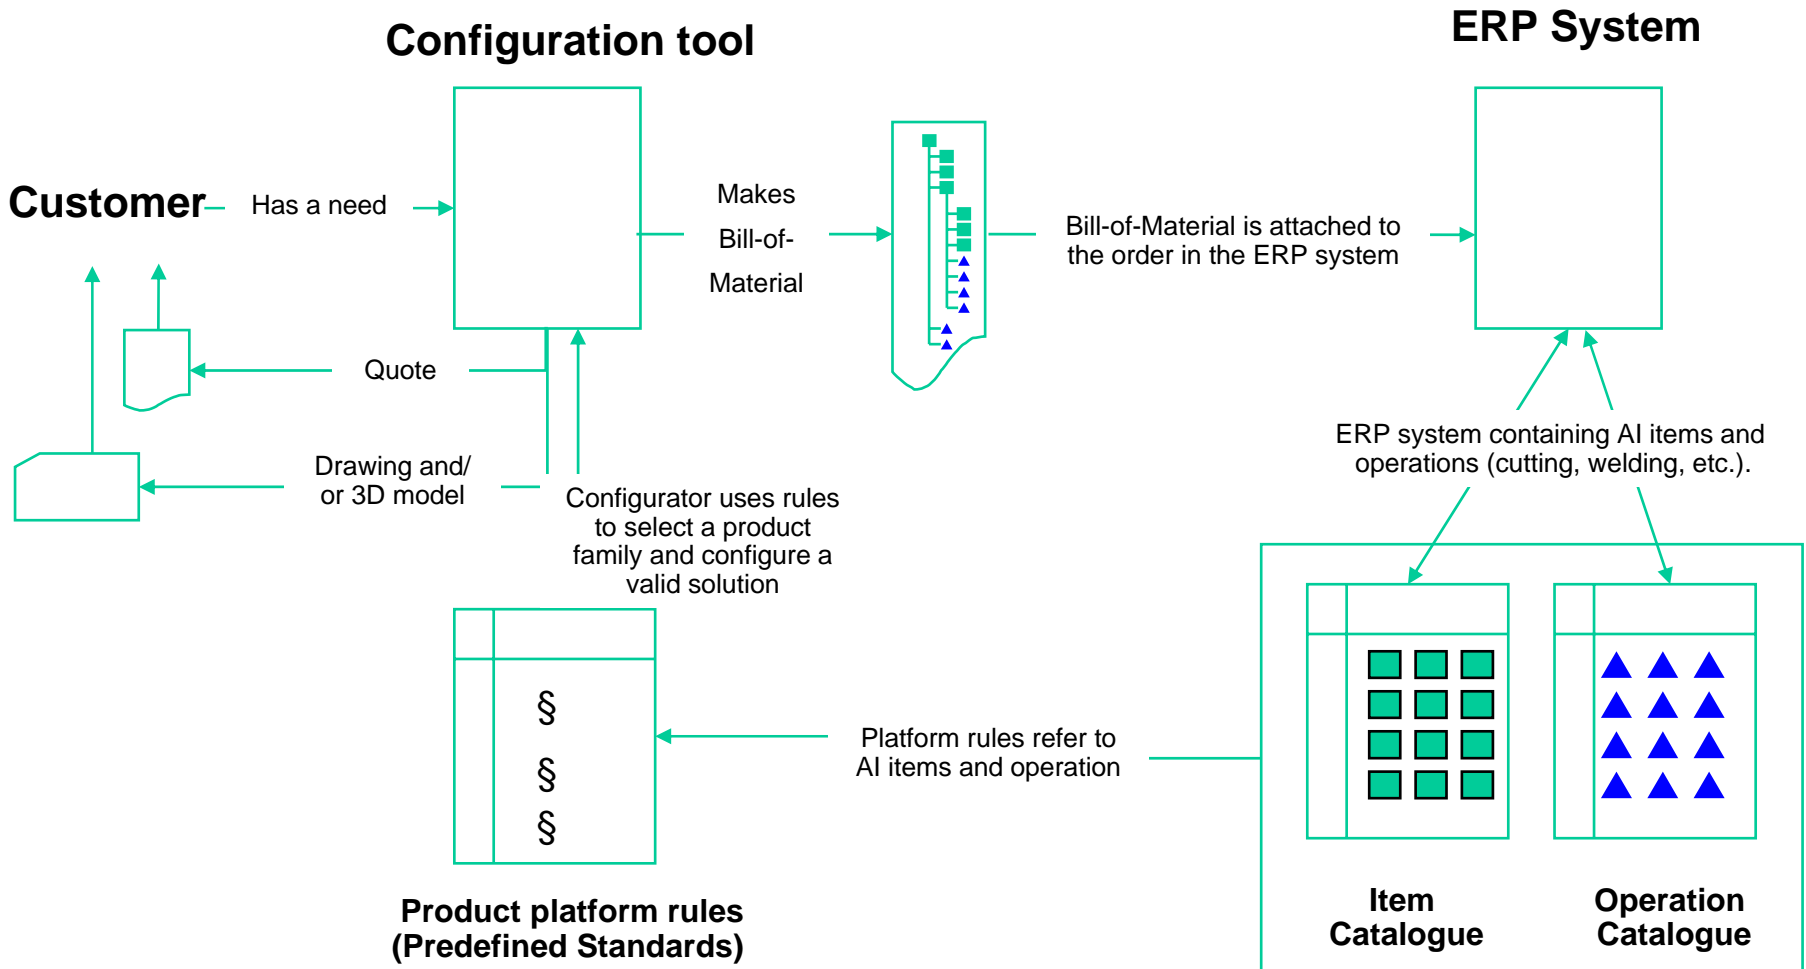 Configuration tool
ERP System
Customer
Has a need
Makes
Bill-of-
Material
Bill-of-Material is attached to
the order in the ERP system
Quote
Drawing and/
or 3D model
Configurator uses rules
to select a product
family and configure a
valid solution
ERP system containing AI items and
operations (cutting, welding, etc.).
§
§
§
Platform rules refer to
AI items and operation
Product platform rules
(Predefined Standards)
Item
Catalogue
Operation
Catalogue